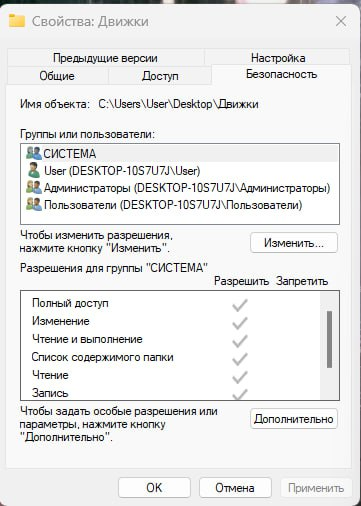 Свойства: Движки
Предыдущие версии
Настройка
Общие
Доступ
Безопасность
Имя объекта: C:\Users\User\Desktop\Движки
Группы или пользователи:
СИСТЕМА
User (DESKTOP-10S7U7J\User)
Администраторы (DESKTOP-10S7U7J\Администраторы)
Пользователи (DESKTOP-10S7U7J\Пользователи)
Чтобы изменить разрешения,
нажмите кнопку "Изменить".
Изменить...
Разрешения для группы "СИСТЕМА"
Разрешить Запретить
Полный доступ
Изменение
Чтение и выполнение
Список содержимого папки
Чтение
Запись
Чтобы задать особые разрешения или
параметры, нажмите кнопку
"Дополнительно".
Дополнительно
OK
Отмена
Применить